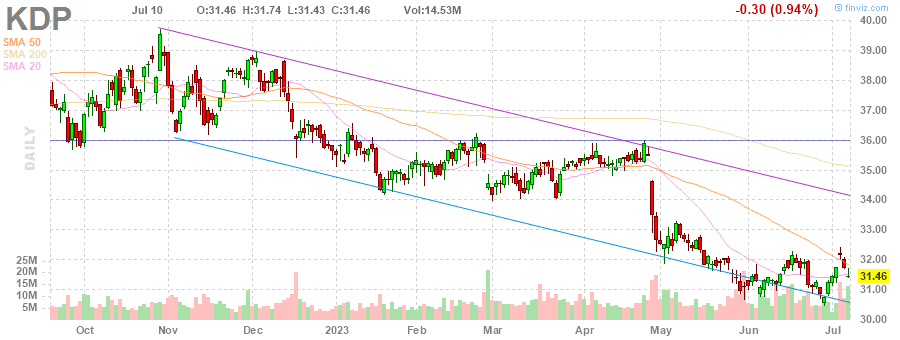 KDP Jul 10 O:31.46 H:31.74 L:31.43 C:31.46 Vol:14.53M -0.30 (0.94%) @ finviz.com
SMA 50
SMA 200
SMA 20
DAILY
40.00
39.00
38.00
37.00
36.00
35.00
34.00
33.00
32.00
31.46
31.00
30.00
25M
20M
15M
10M
5M
Oct Nov Dec 2023 Feb Mar Apr May Jun Jul